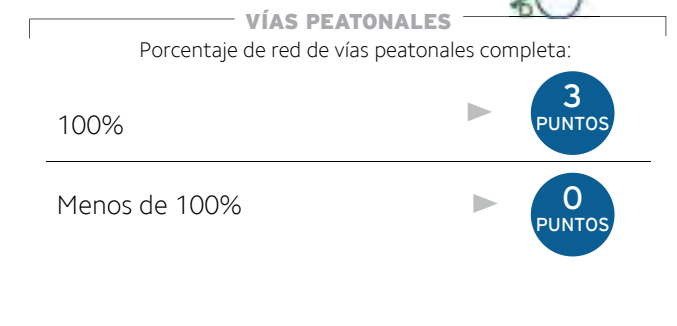 VÍAS PEATONALES
Porcentaje de red de vías peatonales completa:
100%
3
PUNTOS
Menos de 100%
0
PUNTOS